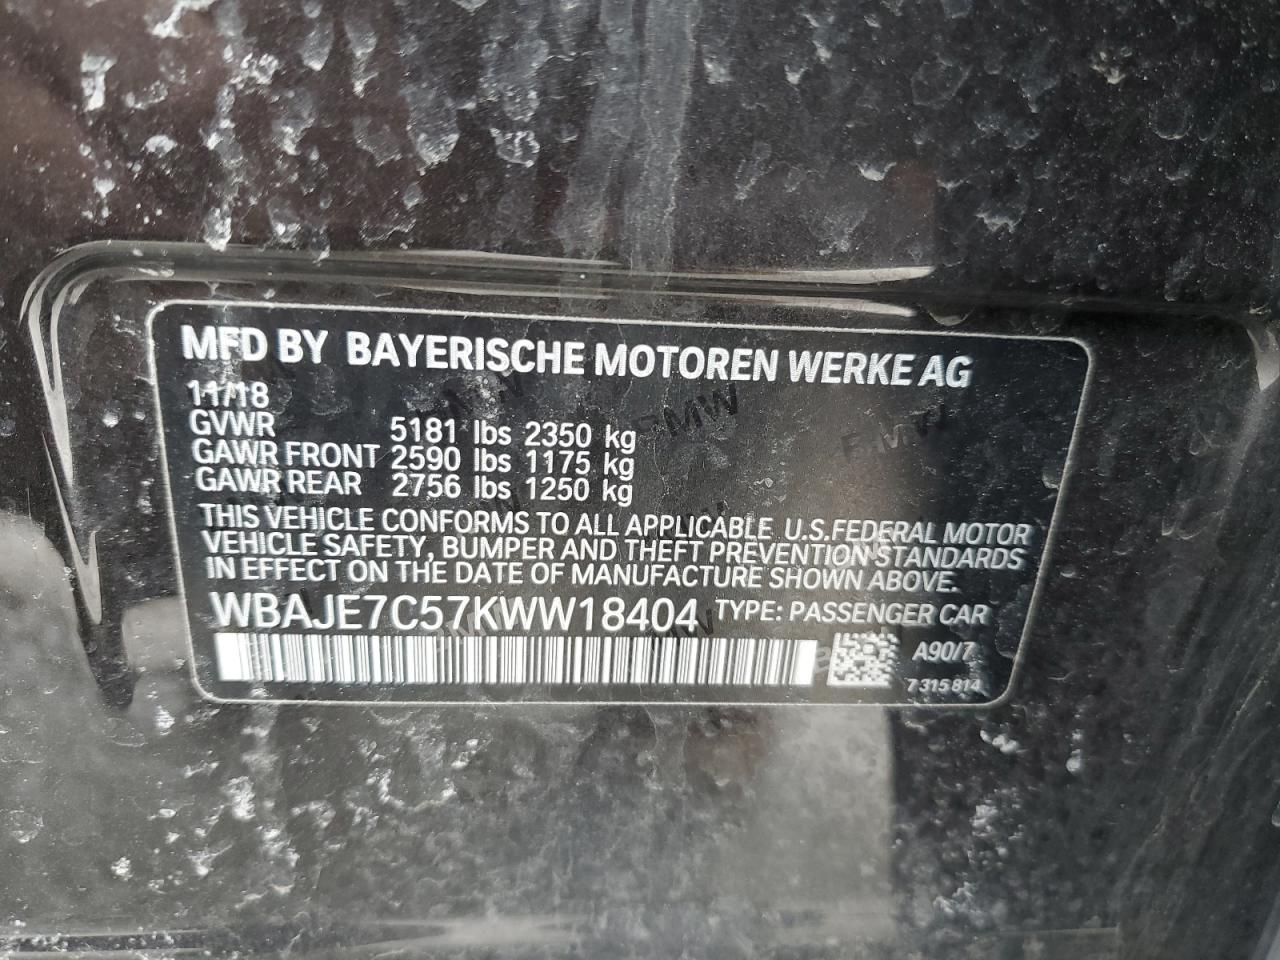 MFD BY BAYERISCHE MOTOREN WERKE AG
11/18
GVWR 5181 lbs 2350 kg
GAWR FRONT 2590 lbs 1175 kg
GAWR REAR 2756 lbs 1250 kg
THIS VEHICLE CONFORMS TO ALL APPLICABLE U.S.FEDERAL MOTOR
VEHICLE SAFETY, BUMPER AND THEFT PREVENTION STANDARDS
IN EFFECT ON THE DATE OF MANUFACTURE SHOWN ABOVE.
WBAJE7C57KWW18404 TYPE: PASSENGER CAR
A90/7
7 315 814